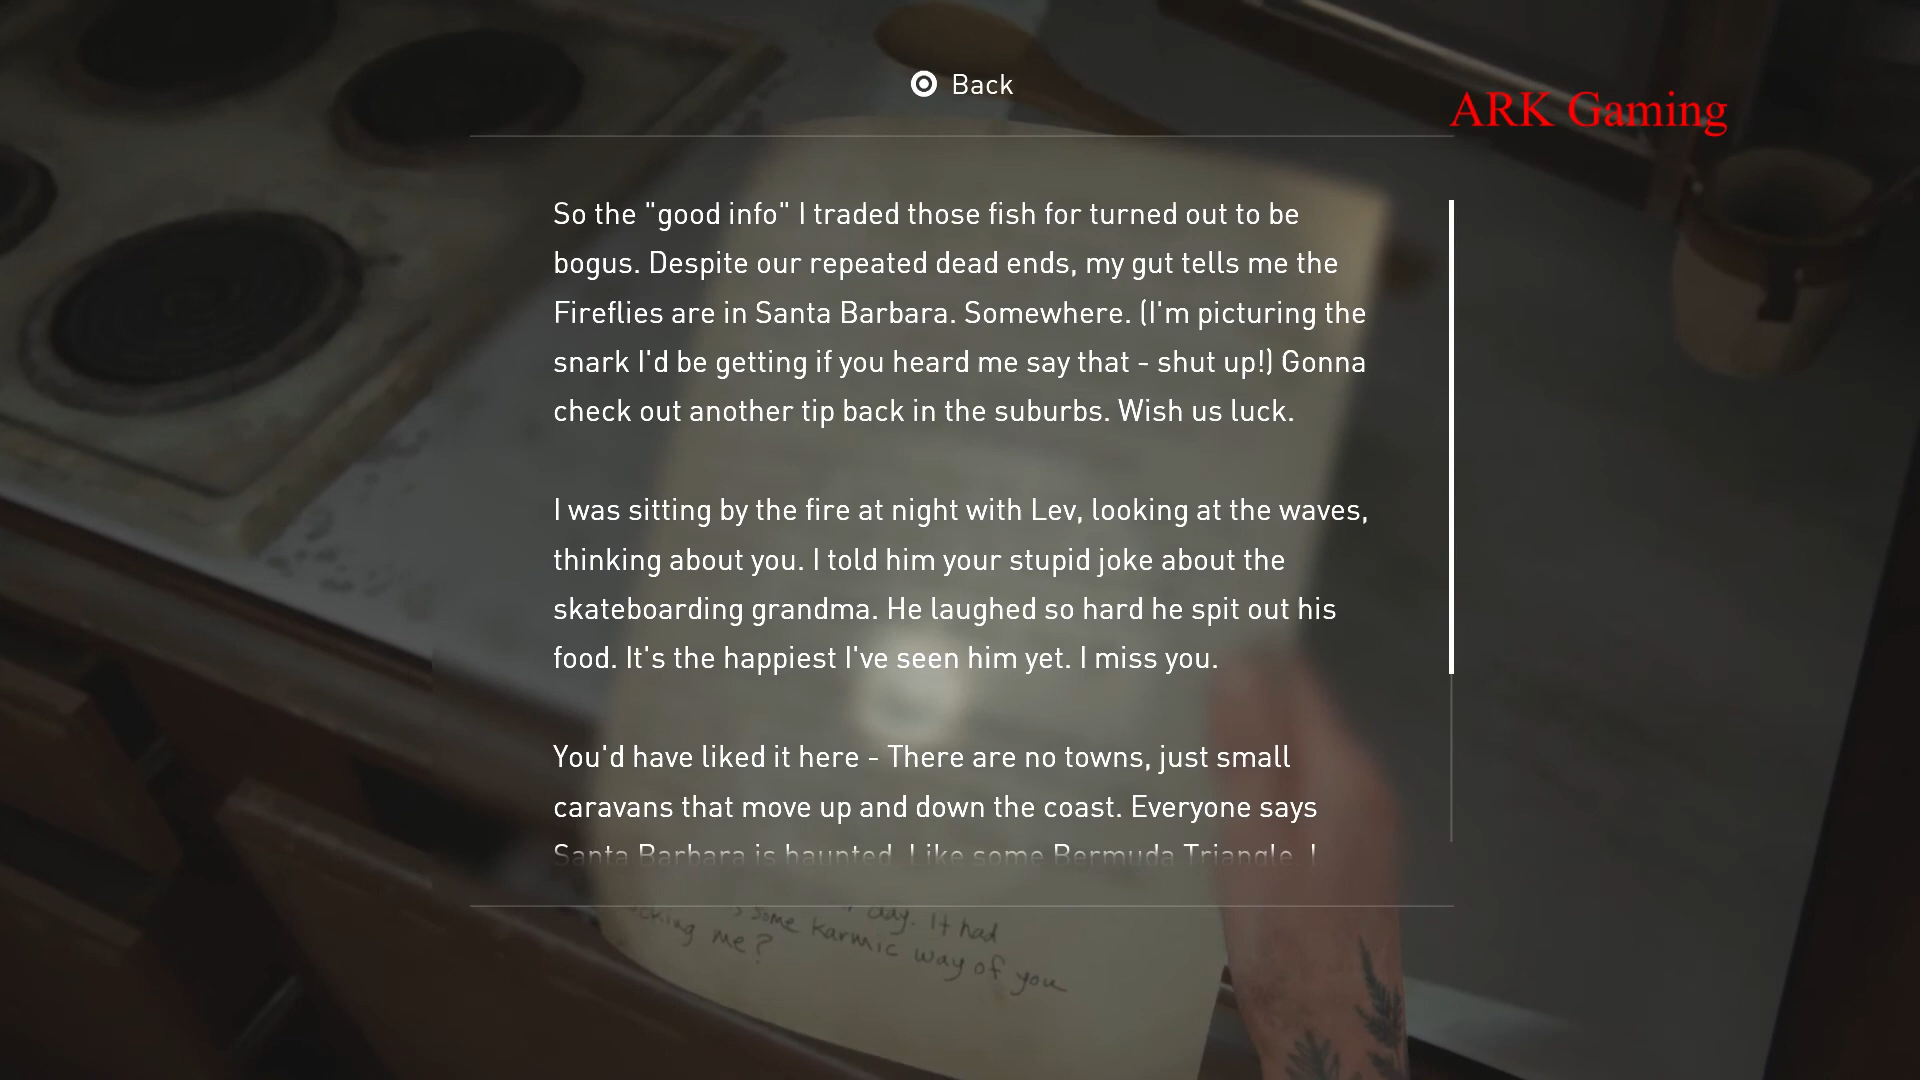 Back
ARK Gaming
So the "good info" I traded those fish for turned out to be
bogus. Despite our repeated dead ends, my gut tells me the
Fireflies are in Santa Barbara. Somewhere. (I'm picturing the
snark I'd be getting if you heard me say that - shut up!) Gonna
check out another tip back in the suburbs. Wish us luck.
I was sitting by the fire at night with Lev, looking at the waves,
thinking about you. I told him your stupid joke about the
skateboarding grandma. He laughed so hard he spit out his
food. It's the happiest I've seen him yet. I miss you.
You'd have liked it here - There are no towns, just small
caravans that move up and down the coast. Everyone says
Santa Barbara is haunted. Like some Bermuda Triangle. I
day. It had
some karmic way of you
me?